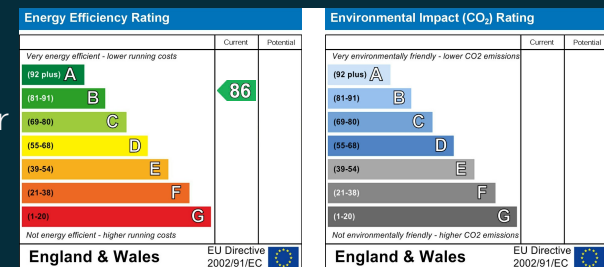 Energy Efficiency Rating
Current Potential
Very energy efficient - lower running costs
(92 plus) A
(81-91) B
86
(69-80) C
(55-68) D
(39-54) E
(21-38) F
(1-20) G
Not energy efficient - higher running costs
England & Wales
EU Directive
2002/91/EC
Environmental Impact (CO₂) Rating
Current Potential
Very environmentally friendly - lower CO2 emissions
(92 plus) A
(81-91) B
(69-80) C
(55-68) D
(39-54) E
(21-38) F
(1-20) G
Not environmentally friendly - higher CO2 emissions
England & Wales
EU Directive
2002/91/EC